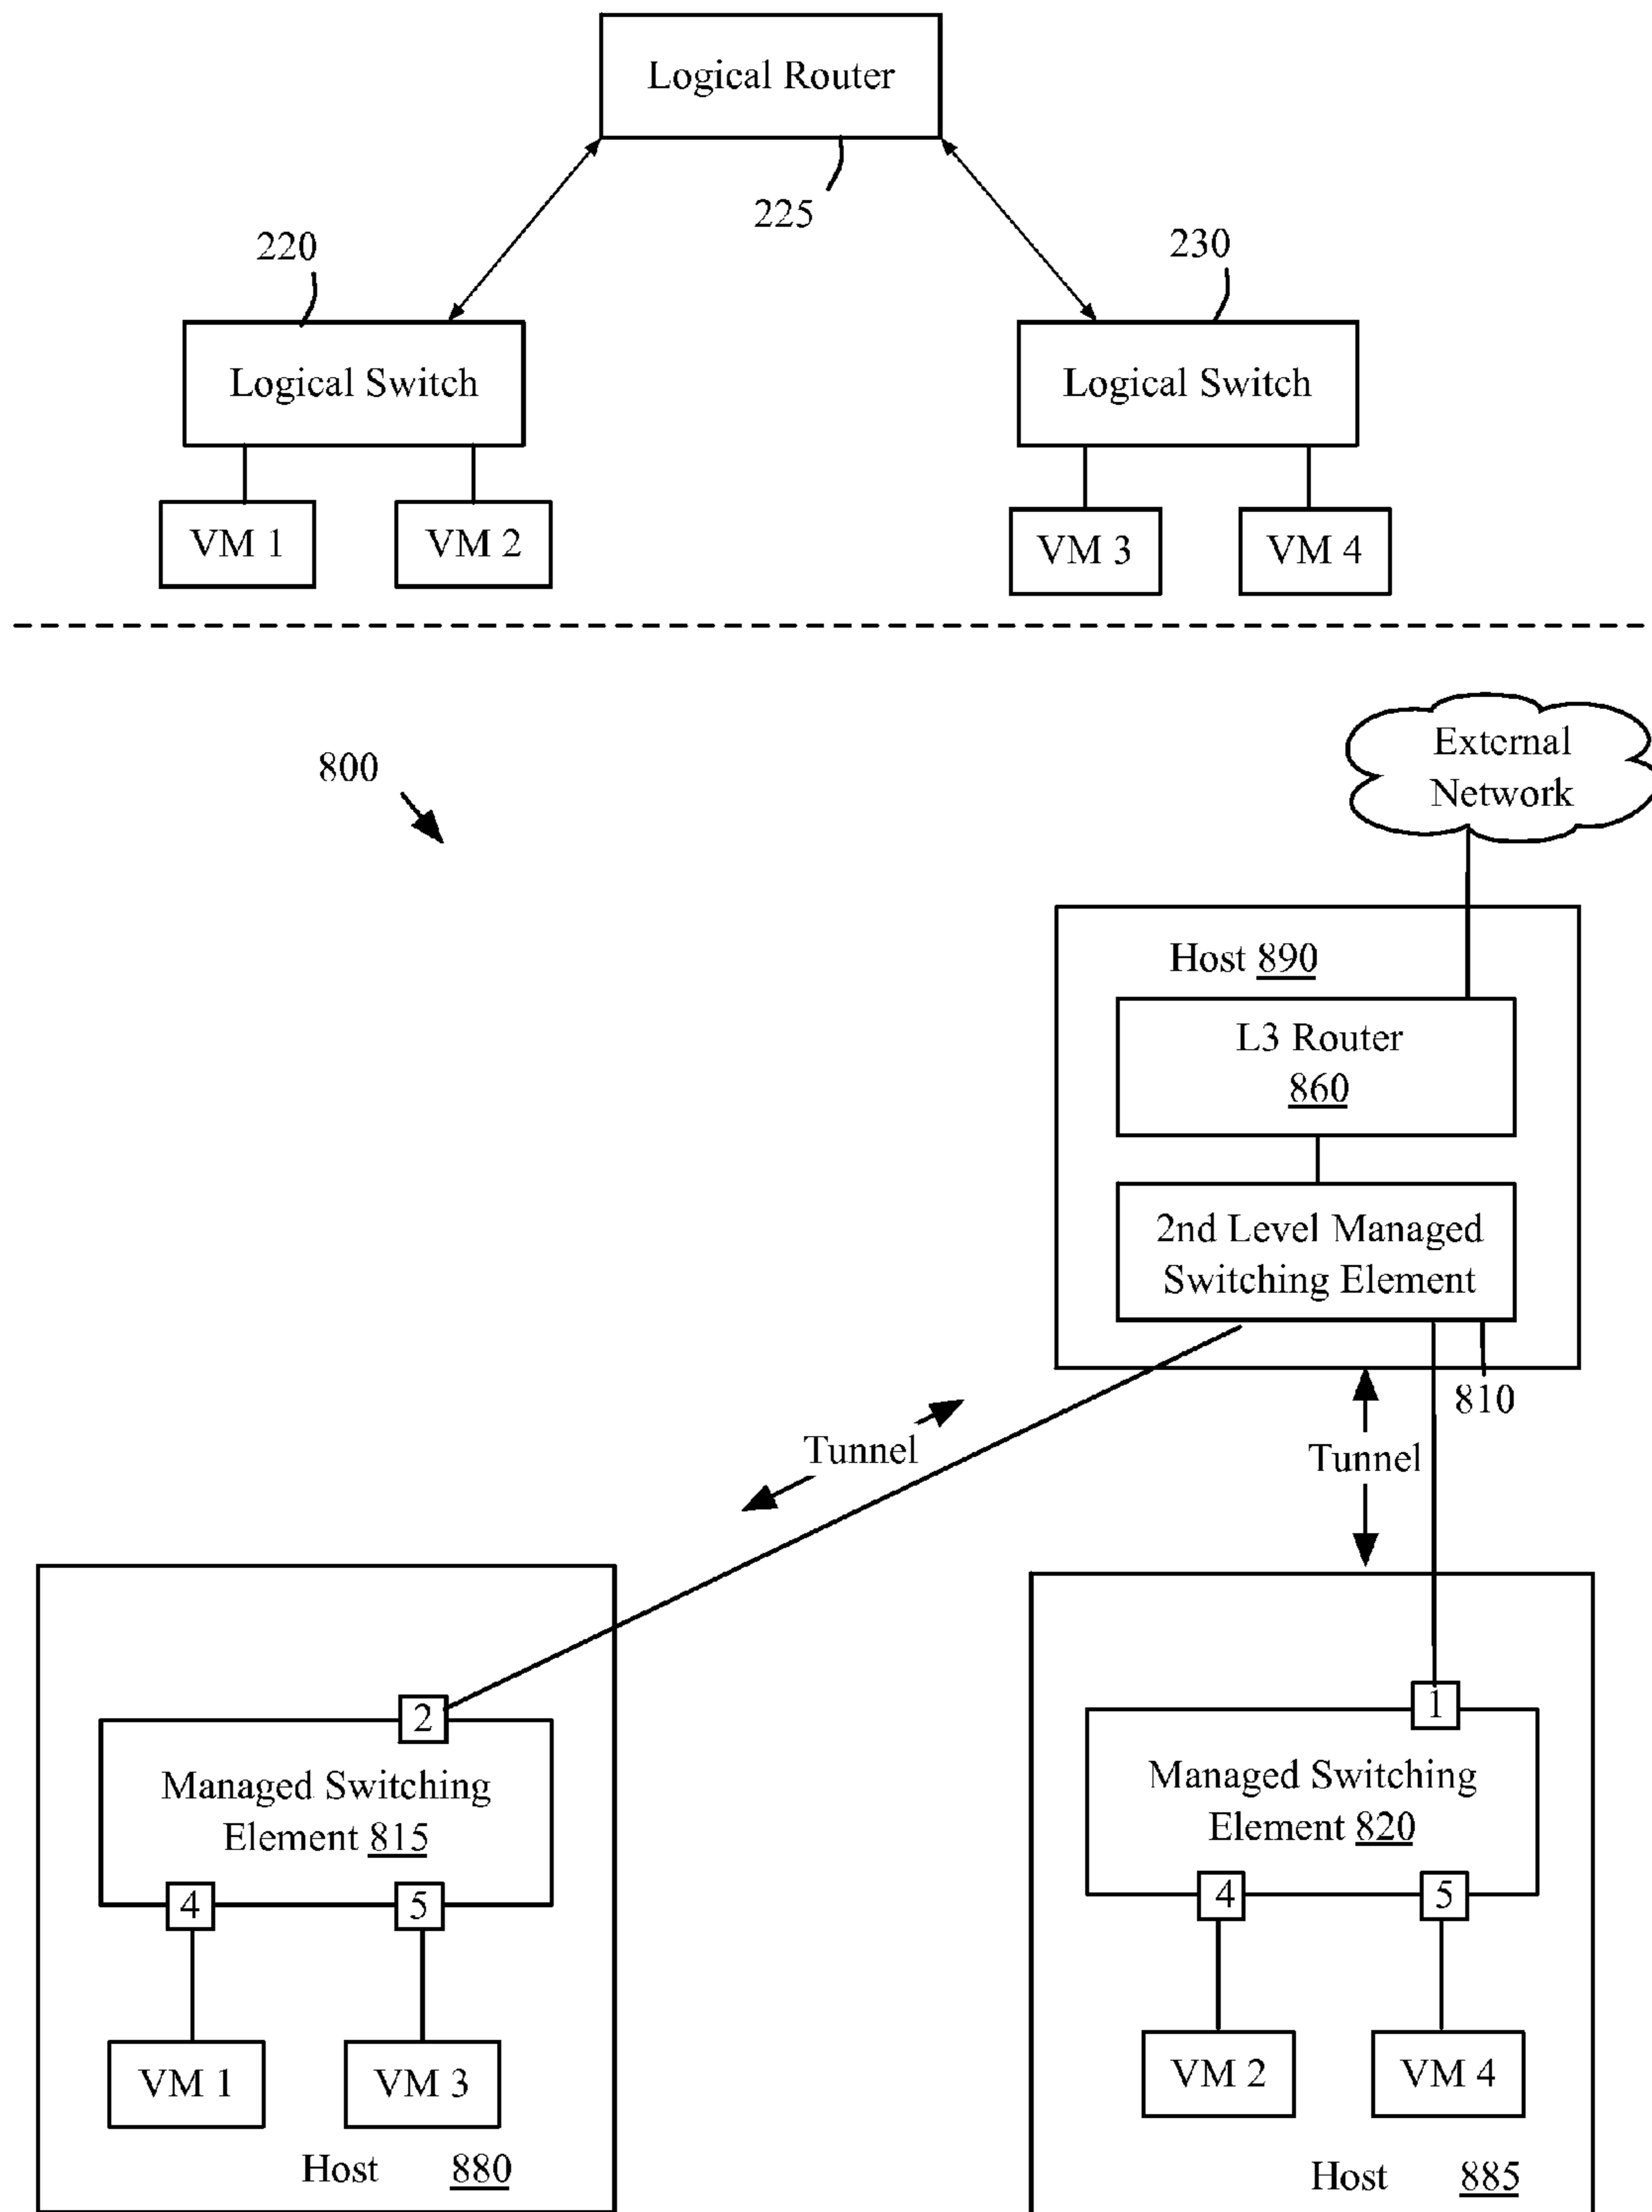 Logical Router
225
220
230
Logical Switch
Logical Switch
VM 1
VM 2
VM 3
VM 4
External
Network
800
Host 890
L3 Router
860
2nd Level Managed
Switching Element
810
Tunnel
Tunnel
2
1
Managed Switching
Element 815
Managed Switching
Element 820
4
5
4
5
VM 1
VM 3
VM 2
VM 4
Host 880
Host 885